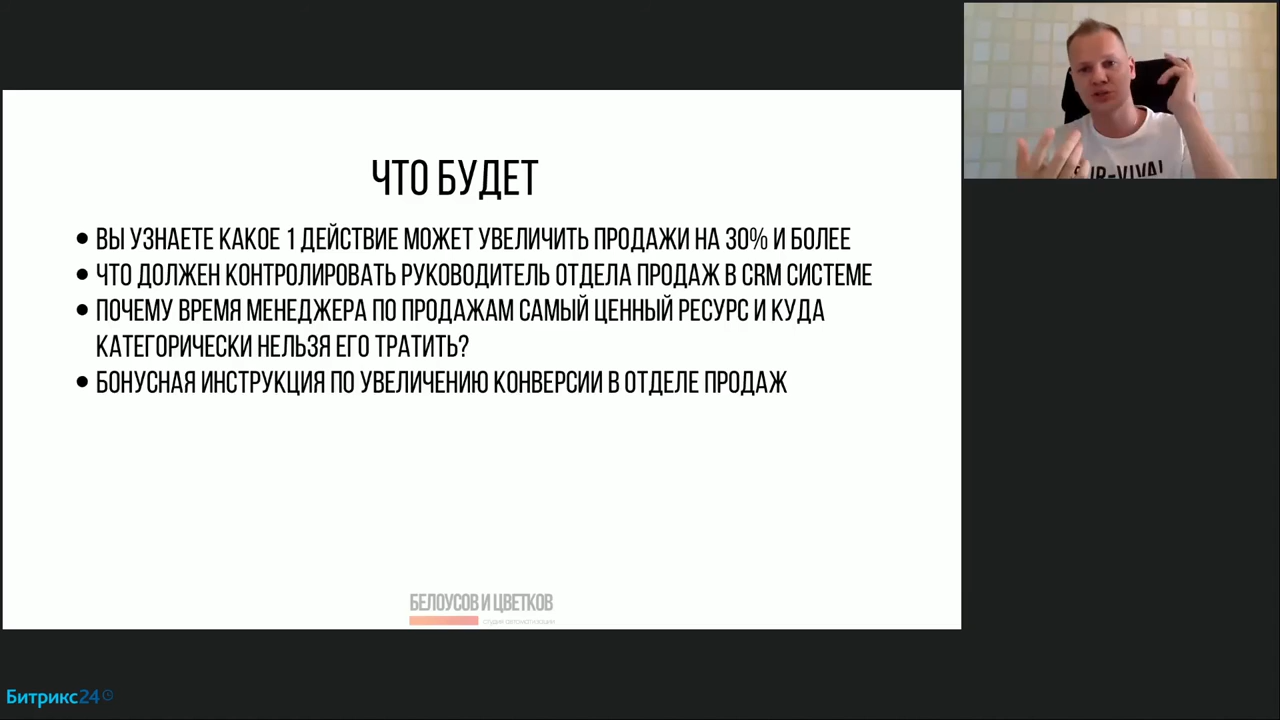 ЧТО БУДЕТ
• ВЫ УЗНАЕТЕ КАКОЕ 1 ДЕЙСТВИЕ МОЖЕТ УВЕЛИЧИТЬ ПРОДАЖИ НА 30% И БОЛЕЕ
• ЧТО ДОЛЖЕН КОНТРОЛИРОВАТЬ РУКОВОДИТЕЛЬ ОТДЕЛА ПРОДАЖ В CRM СИСТЕМЕ
• ПОЧЕМУ ВРЕМЯ МЕНЕДЖЕРА ПО ПРОДАЖАМ САМЫЙ ЦЕННЫЙ РЕСУРС И КУДА
КАТЕГОРИЧЕСКИ НЕЛЬЗЯ ЕГО ТРАТИТЬ?
• БОНУСНАЯ ИНСТРУКЦИЯ ПО УВЕЛИЧЕНИЮ КОНВЕРСИИ В ОТДЕЛЕ ПРОДАЖ
БЕЛОУСОВ И ЦВЕТКОВ
студия автоматизации
Битрикс24